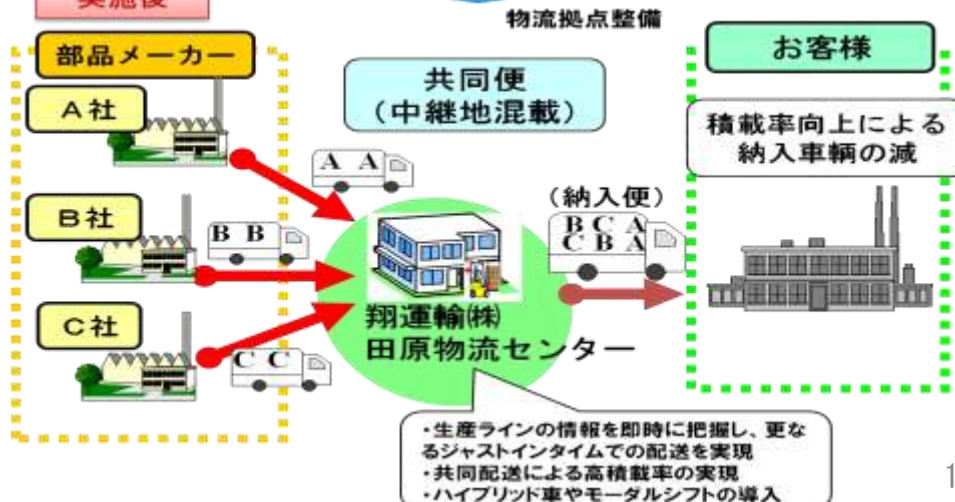 実施後
物流拠点整備
部品メーカー
お客様
共同便
(中継地混載)
A社
積載率向上による
納入車輌の減
A A
(納入便)
B社
B B
B C A
C B A
C社
C C
翔運輸㈱
田原物流センター
・生産ラインの情報を即時に把握し、更な
るジャストインタイムでの配送を実現
・共同配送による高積載率の実現
・ハイブリッド車やモーダルシフトの導入
1